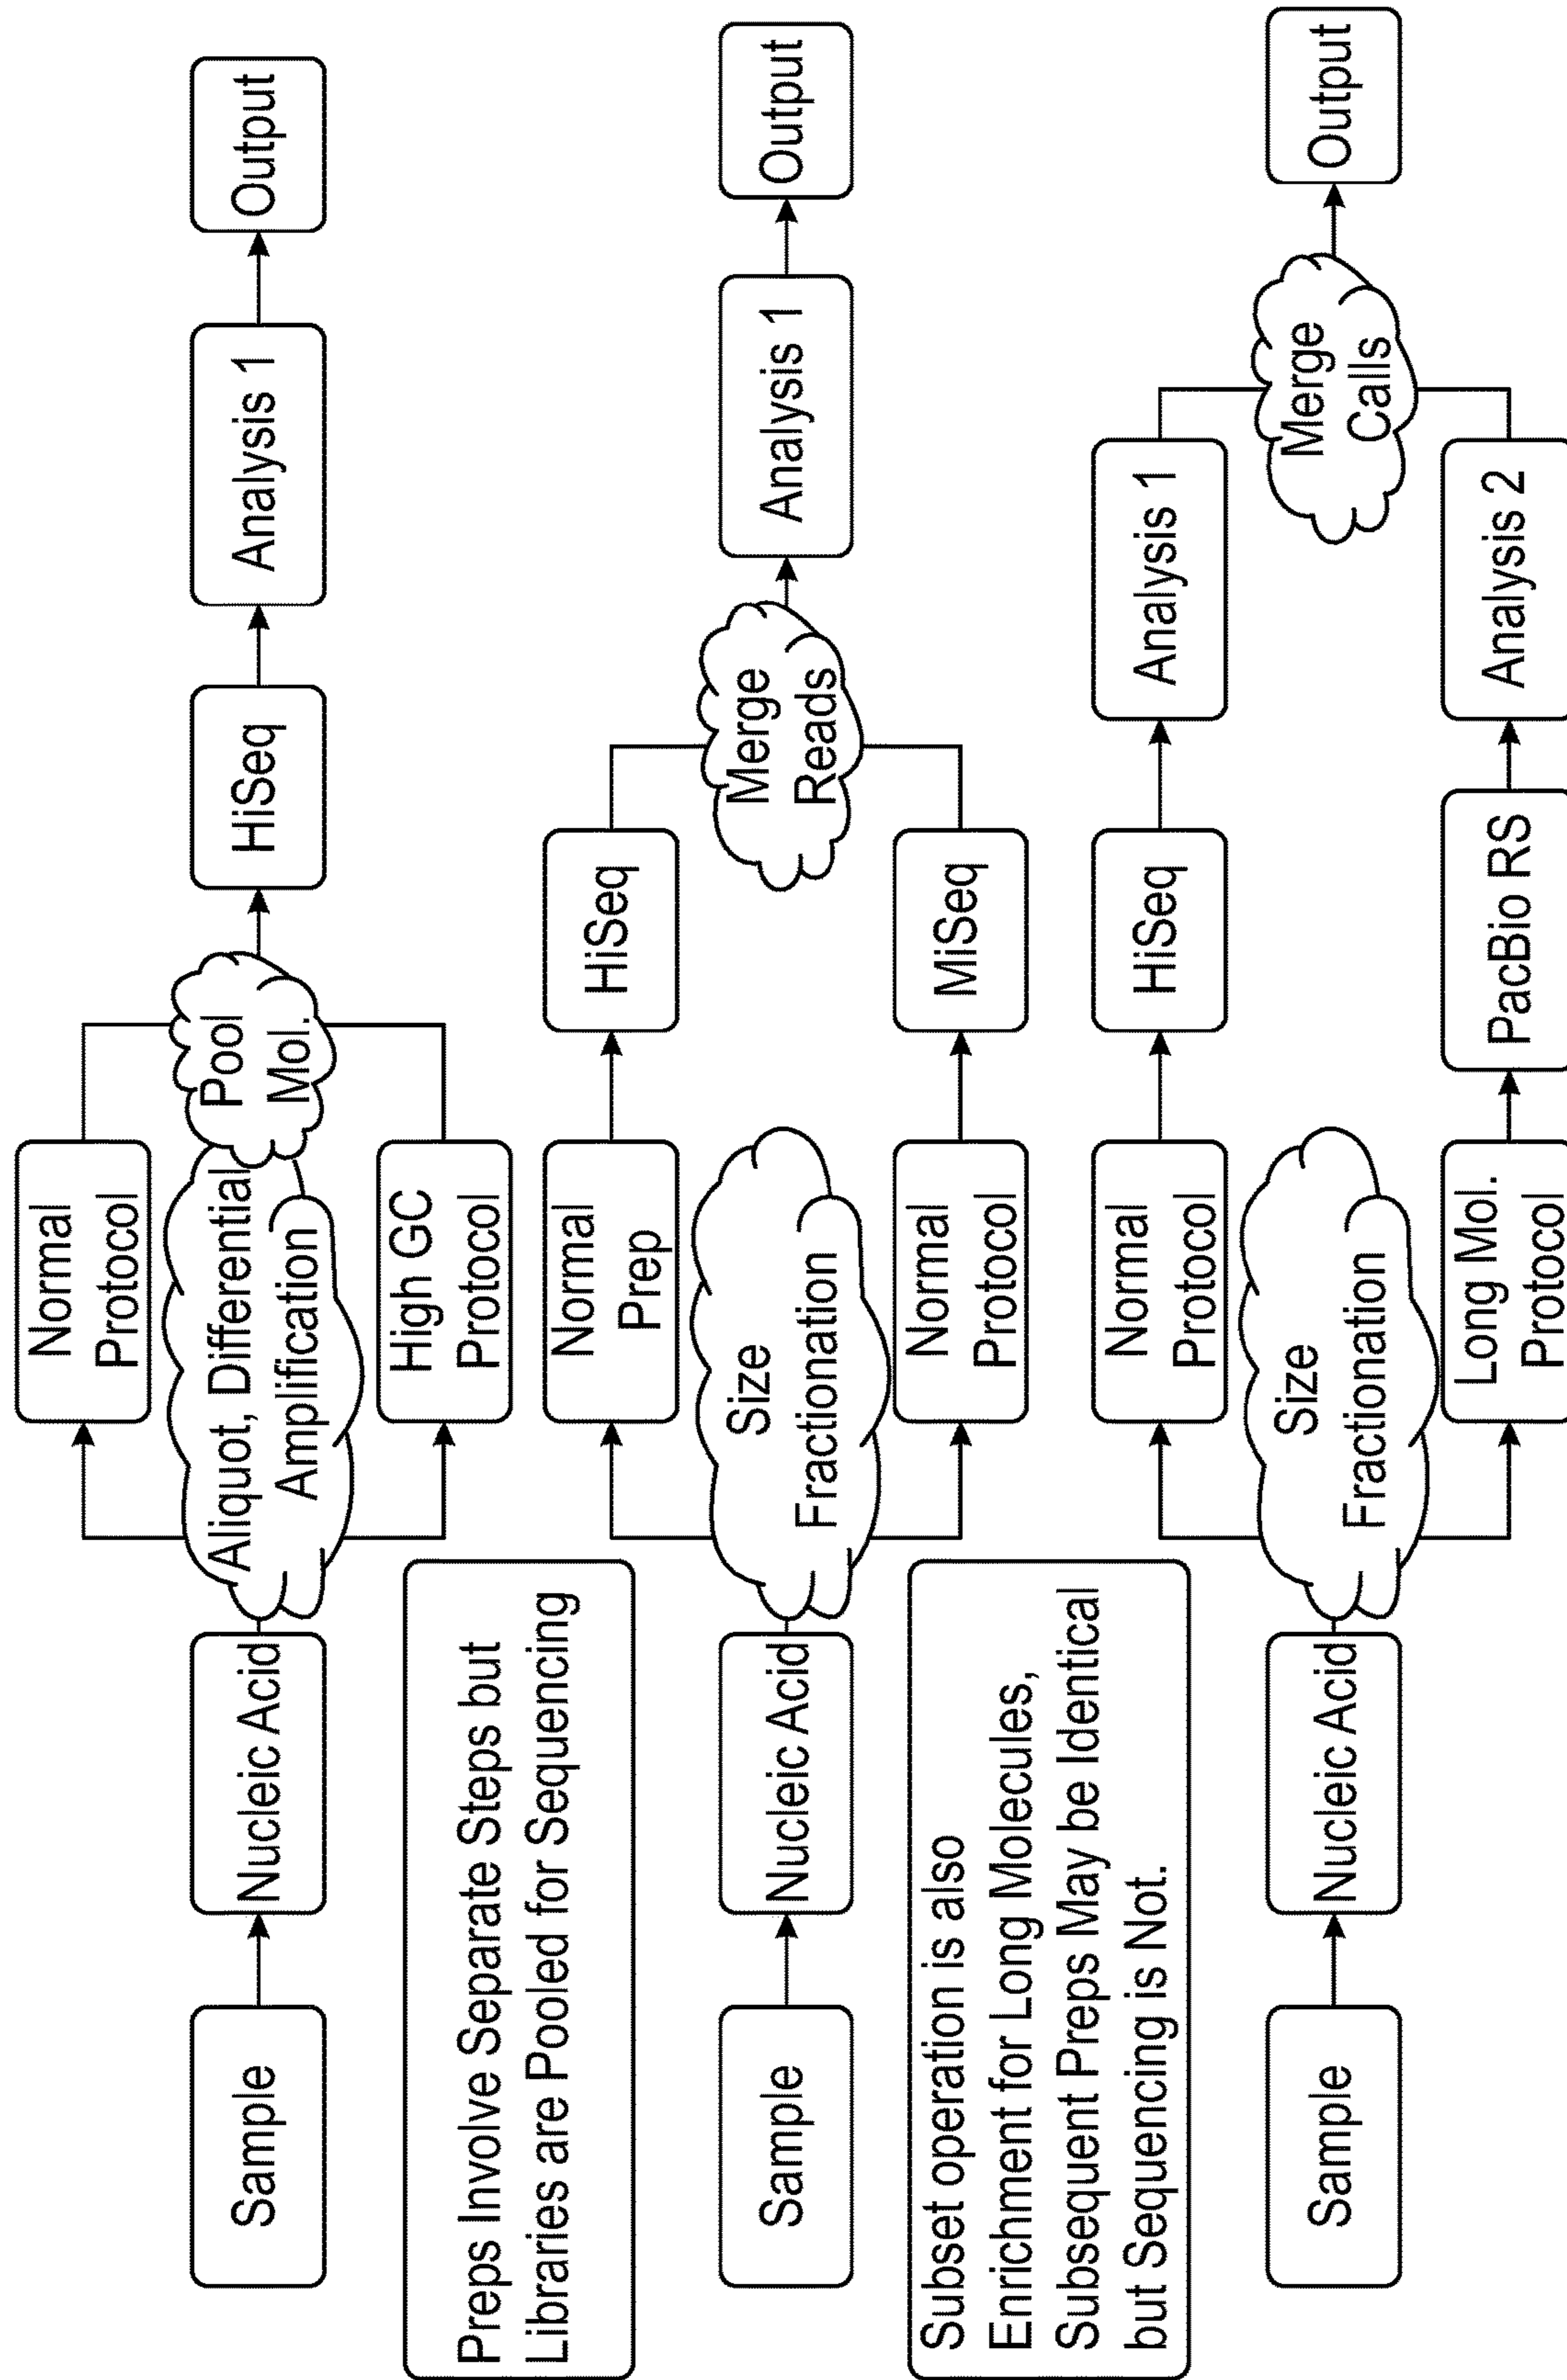 Sample
Nucleic Acid
Aliquot, Differential
Amplification
Normal
Protocol
High GC
Protocol
Pool
Mol.
HiSeq
Analysis 1
Output
Preps Involve Separate Steps but
Libraries are Pooled for Sequencing
Sample
Nucleic Acid
Size
Fractionation
Normal
Prep
Normal
Protocol
HiSeq
MiSeq
Merge
Reads
Analysis 1
Output
Subset operation is also
Enrichment for Long Molecules,
Subsequent Preps May be Identical
but Sequencing is Not.
Sample
Nucleic Acid
Size
Fractionation
Normal
Protocol
Long Mol.
Protocol
HiSeq
PacBio RS
Analysis 1
Analysis 2
Merge
Calls
Output